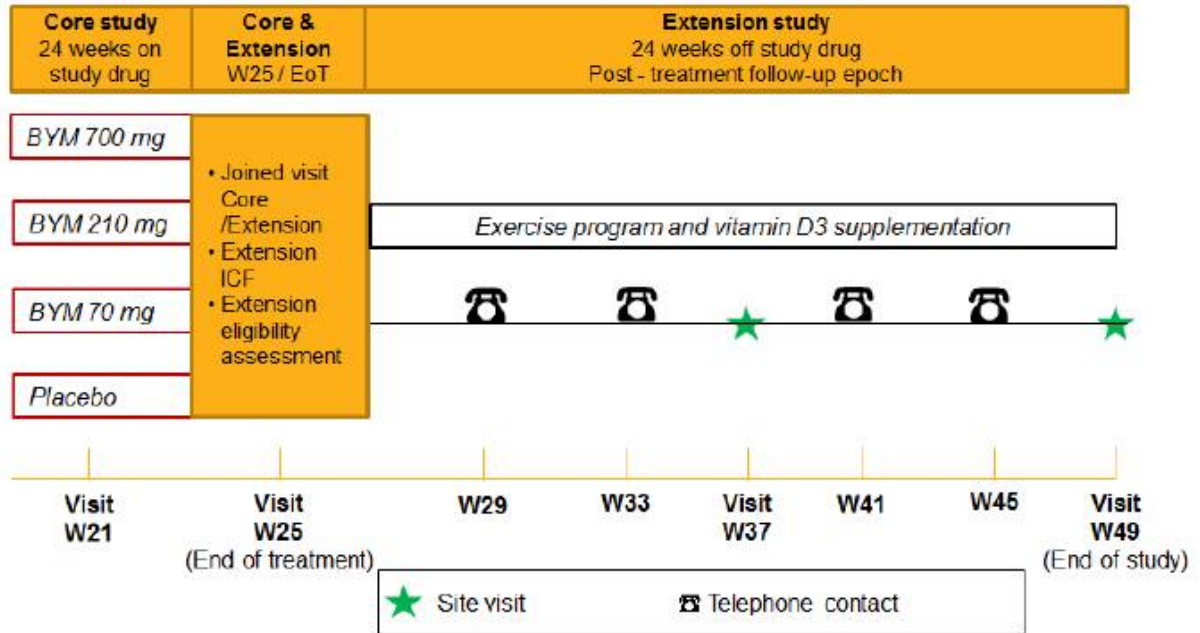 Core study
24 weeks on
study drug
Core &
Extension
W25 / EoT
Extension study
24 weeks off study drug
Post - treatment follow-up epoch
BYM 700 mg
BYM 210 mg
BYM 70 mg
Placebo
• Joined visit
Core
/Extension
• Extension
ICF
• Extension
eligibility
assessment
Exercise program and vitamin D3 supplementation
Visit
W21
Visit
W25
(End of treatment)
W29
W33
Visit
W37
W41
W45
Visit
W49
(End of study)
Site visit
Telephone contact